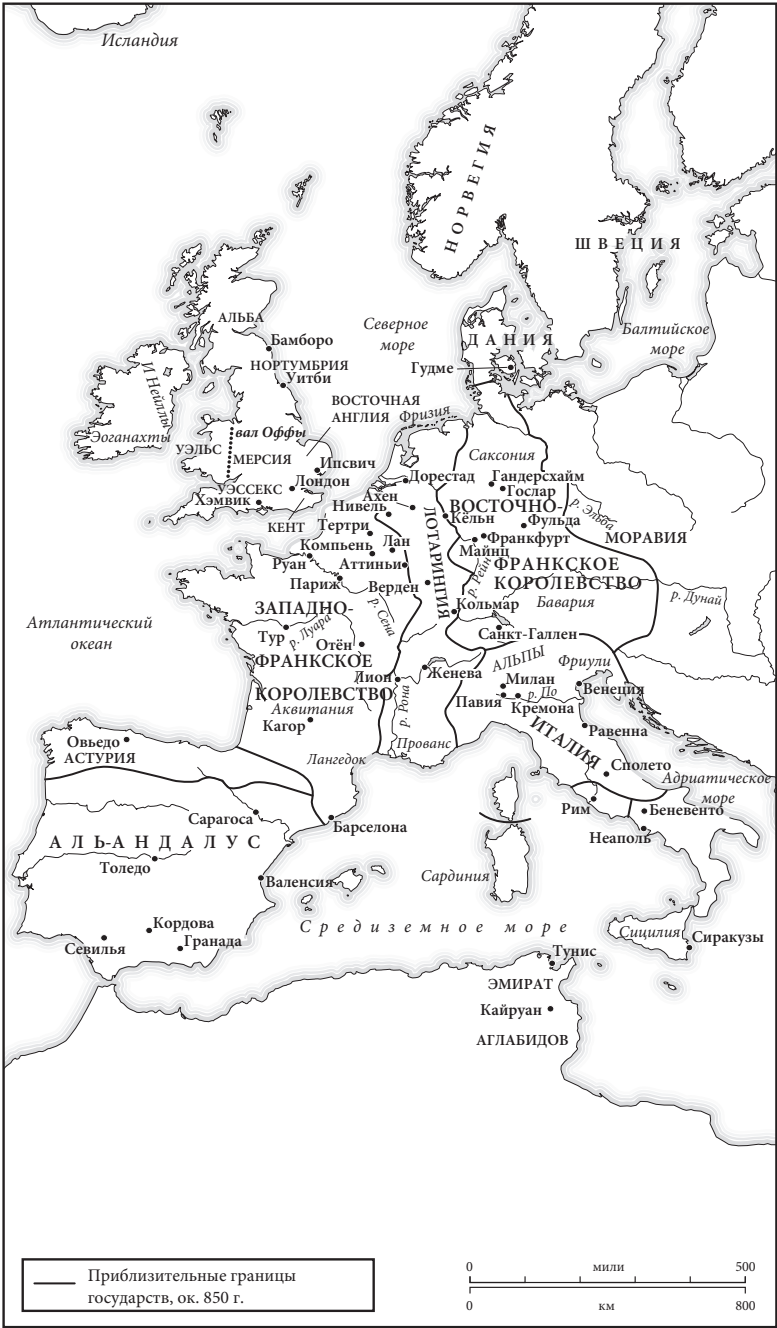 Исландия
НОРВЕГИЯ
ШВЕЦИЯ
АЛЬБА
Северное
море
Балтийское
море
Бамборо
ДАНИЯ
НОРТУМБРИЯ
Гудме
Уитби
И Нейллы
ВОСТОЧНАЯ
АНГЛИЯ
Фризия
Эоганахты
вал Оффы
УЭЛЬС
МЕРСИЯ
Саксония
Ипсвич
Дорестад
Гандерсхайм
Лондон
Гослар
УЭССЕКС
Хэмвик
Ахен
Нивель
ВОСТОЧНО-
р. Эльба
КЕНТ
Кёльн
Фульда
Тертри
ЛОТАРИНГИЯ
МОРАВИЯ
Компьень
Лан
Франкфурт
Майнц
Руан
Аттиньи
ФРАНКСКОЕ
КОРОЛЕВСТВО
Париж
Верден
р. Рейн
Бавария
р. Дунай
р. Сена
Кольмар
ЗАПАДНО-
Атлантический
океан
Тур
р. Луара
Отён
Санкт-Галлен
ФРАНКСКОЕ
КОРОЛЕВСТВО
АЛЬПЫ
Фриули
Лион
Женева
Милан
Венеция
р. По
Павия
Кремона
Аквитания
р. Рона
Кагор
Прованс
ИТАЛИЯ
Равенна
Овьедо
АСТУРИЯ
Лангедок
Сполето
Адриатическое
море
Рим
Беневенто
Сарагоса
Барселона
Неаполь
АЛЬ-АНДАЛУС
Толедо
Сардиния
Валенсия
Средиземное море
Кордова
Севилья
Гранада
Сицилия
Сиракузы
Тунис
ЭМИРАТ
Кайруан
АГЛАБИДОВ
Приблизительные границы
государств, ок. 850 г.
0 мили 500
0 км 800